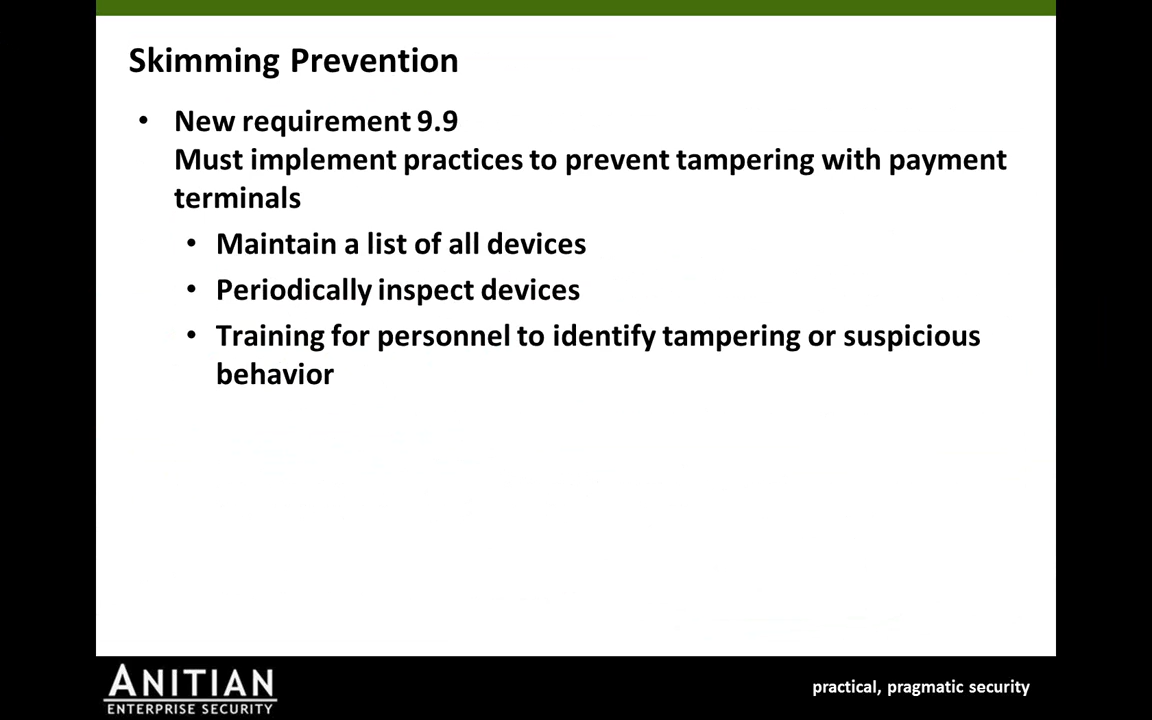 Skimming Prevention
• New requirement 9.9
Must implement practices to prevent tampering with payment
terminals
• Maintain a list of all devices
• Periodically inspect devices
• Training for personnel to identify tampering or suspicious
behavior
ANITIAN
ENTERPRISE SECURITY
practical, pragmatic security